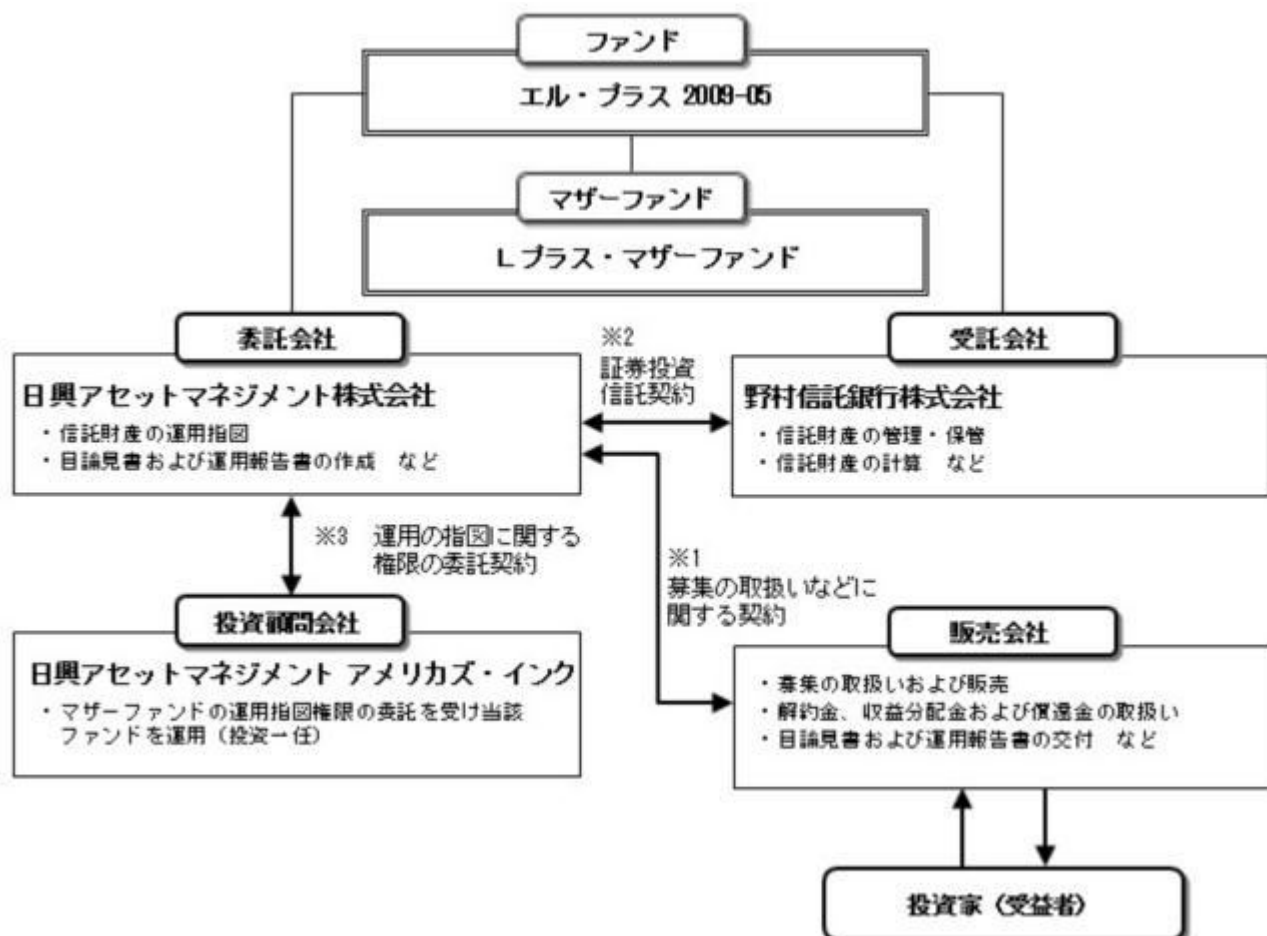 ファンド
エル・プラス 2009-05
マザーファンド
Lプラス・マザーファンド
委託会社
日興アセットマネジメント株式会社
・信託財産の運用指図
・目論見書および運用報告書の作成　など
※2
証券投資
信託契約
受託会社
野村信託銀行株式会社
・信託財産の管理・保管
・信託財産の計算　など
※3　運用の指図に関する
権限の委託契約
※1
募集の取扱いなどに
関する契約
投資顧問会社
日興アセットマネジメント アメリカズ・インク
・マザーファンドの運用指図権限の委託を受け当該
ファンドを運用（投資一任）
販売会社
・募集の取扱いおよび販売
・解約金、収益分配金および償還金の取扱い
・目論見書および運用報告書の交付　など
投資家（受益者）